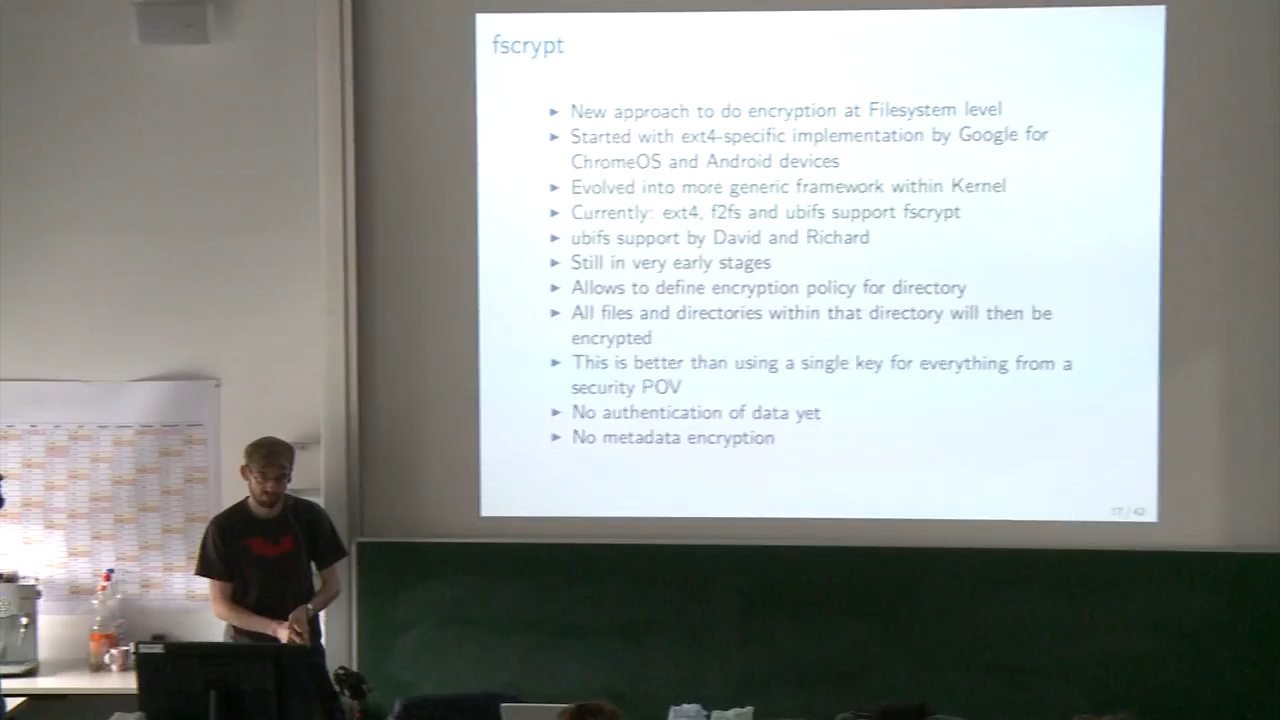 fscrypt
► New approach to do encryption at Filesystem level
► Started with ext4-specific implementation by Google for
ChromeOS and Android devices
► Evolved into more generic framework within Kernel
► Currently: ext4, f2fs and ubifs support fscrypt
► ubifs support by David and Richard
► Still in very early stages
► Allows to define encryption policy for directory
► All files and directories within that directory will then be
encrypted
► This is better than using a single key for everything from a
security POV
► No authentication of data yet
► No metadata encryption
17 / 42